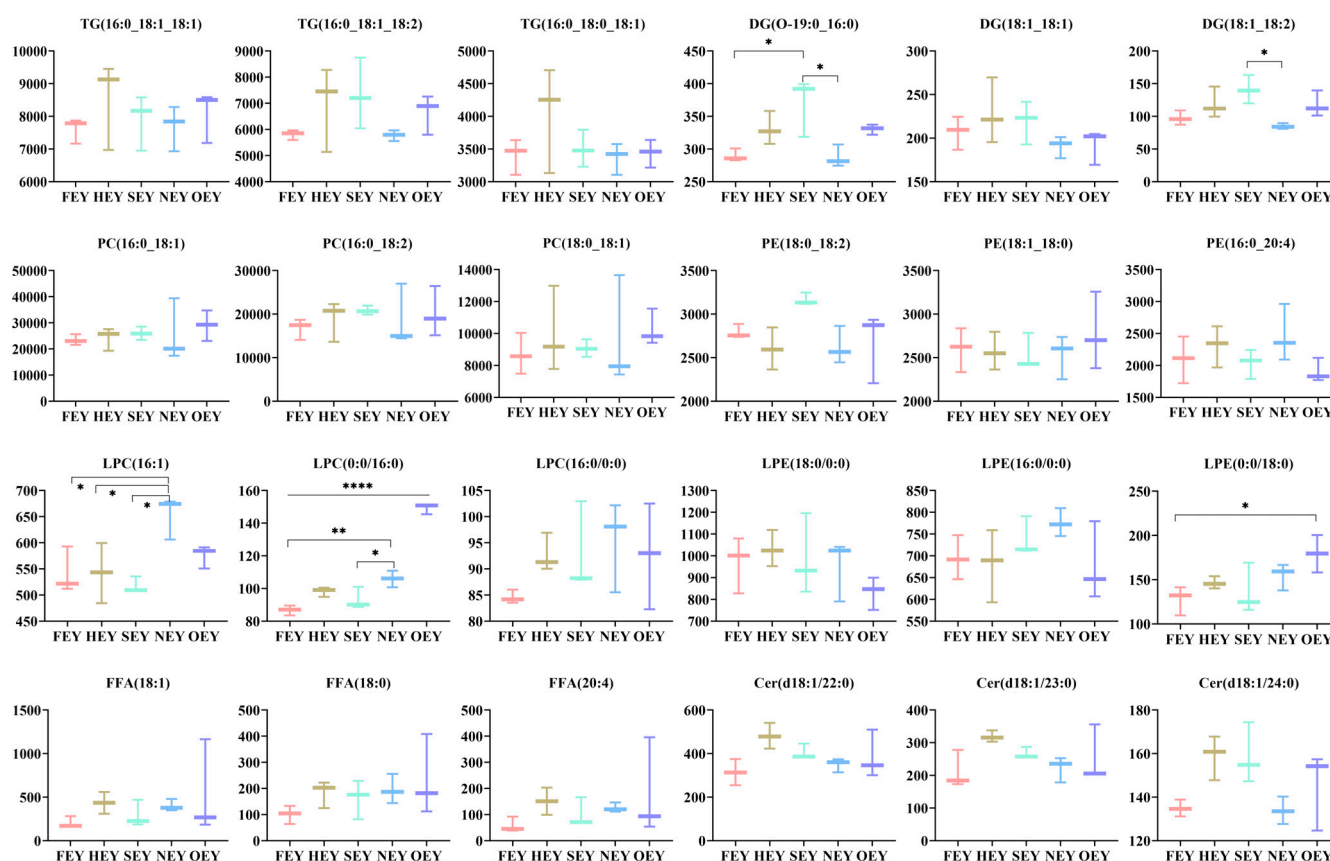 TG(16:0_18:1_18:1) TG(16:0_18:1_18:2) TG(16:0_18:0_18:1) DG(O-19:0_16:0) DG(18:1_18:1) DG(18:1_18:2)
10000 9000 5000 450 300 200
9000 8000 4500 400 250 150
8000 7000 4000 350 200 100
7000 6000 3500 300 150 50
6000 5000 3000 250 0
4000
* * *
FEY HEY SEY NEY OEY FEY HEY SEY NEY OEY FEY HEY SEY NEY OEY FEY HEY SEY NEY OEY FEY HEY SEY NEY OEY FEY HEY SEY NEY OEY
PC(16:0_18:1) PC(16:0_18:2) PC(18:0_18:1) PE(18:0_18:2) PE(18:1_18:0) PE(16:0_20:4)
50000 30000 14000 3500 3500 3500
40000 20000 12000 3000 3000 3000
30000 10000 10000 2500 2500 2500
20000 0 8000 2000 2000 2000
10000 6000 1500
0
FEY HEY SEY NEY OEY FEY HEY SEY NEY OEY FEY HEY SEY NEY OEY FEY HEY SEY NEY OEY FEY HEY SEY NEY OEY FEY HEY SEY NEY OEY
LPC(16:1) LPC(0:0/16:0) LPC(16:0/0:0) LPE(18:0/0:0) LPE(16:0/0:0) LPE(0:0/18:0)
700 160 105 1300 850 250
650 140 100 1200 800 200
600 120 95 1100 750 150
550 100 90 1000 700 100
500 80 85 900 650
450 80 800 600
700 550
* * * **** ** * *
FEY HEY SEY NEY OEY FEY HEY SEY NEY OEY FEY HEY SEY NEY OEY FEY HEY SEY NEY OEY FEY HEY SEY NEY OEY FEY HEY SEY NEY OEY
FFA(18:1) FFA(18:0) FFA(20:4) Cer(d18:1/22:0) Cer(d18:1/23:0) Cer(d18:1/24:0)
1500 500 500 600 400 180
1000 400 400 400 300 160
500 300 300 200 200 140
0 200 200 0 100 120
100 100 0
0 0
FEY HEY SEY NEY OEY FEY HEY SEY NEY OEY FEY HEY SEY NEY OEY FEY HEY SEY NEY OEY FEY HEY SEY NEY OEY FEY HEY SEY NEY OEY